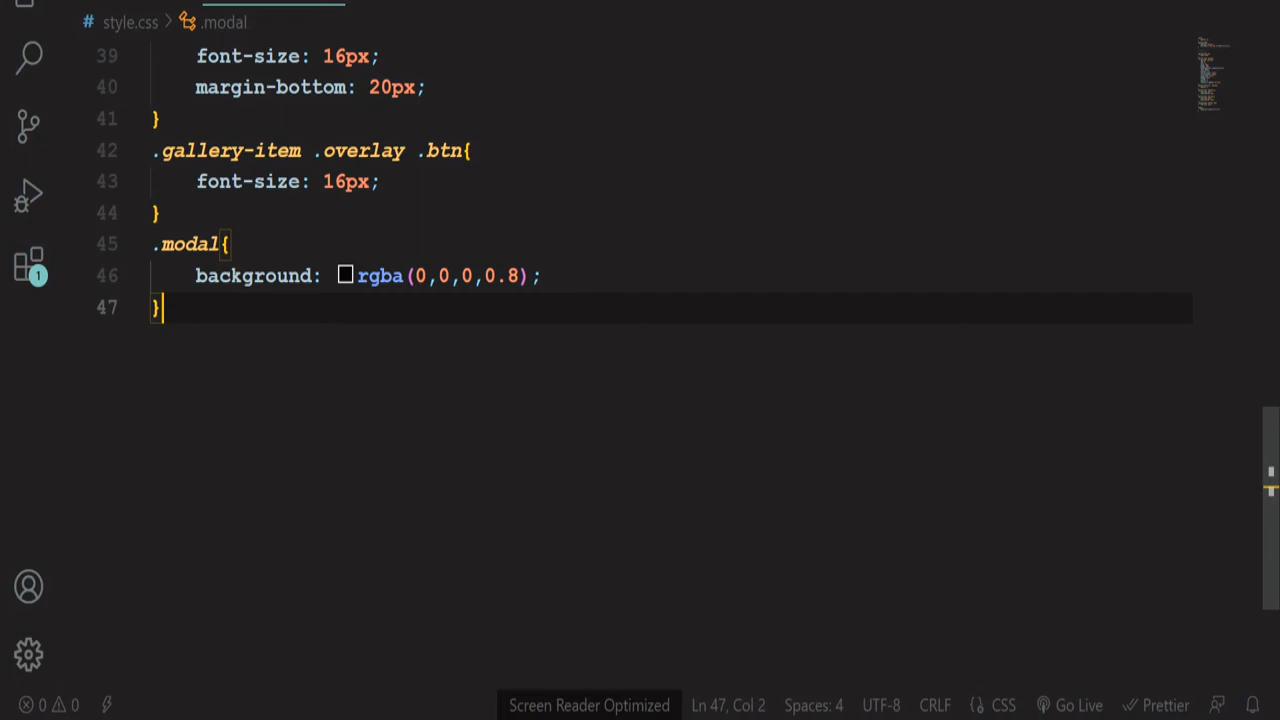 # style.css > .modal
39 font-size: 16px;
40 margin-bottom: 20px;
41 }
42 .gallery-item .overlay .btn{
43 font-size: 16px;
44 }
45 .modal{
46 background: rgba(0,0,0,0.8);
47 }
1
0 0 Screen Reader Optimized Ln 47, Col 2 Spaces: 4 UTF-8 CRLF {} CSS Go Live Prettier